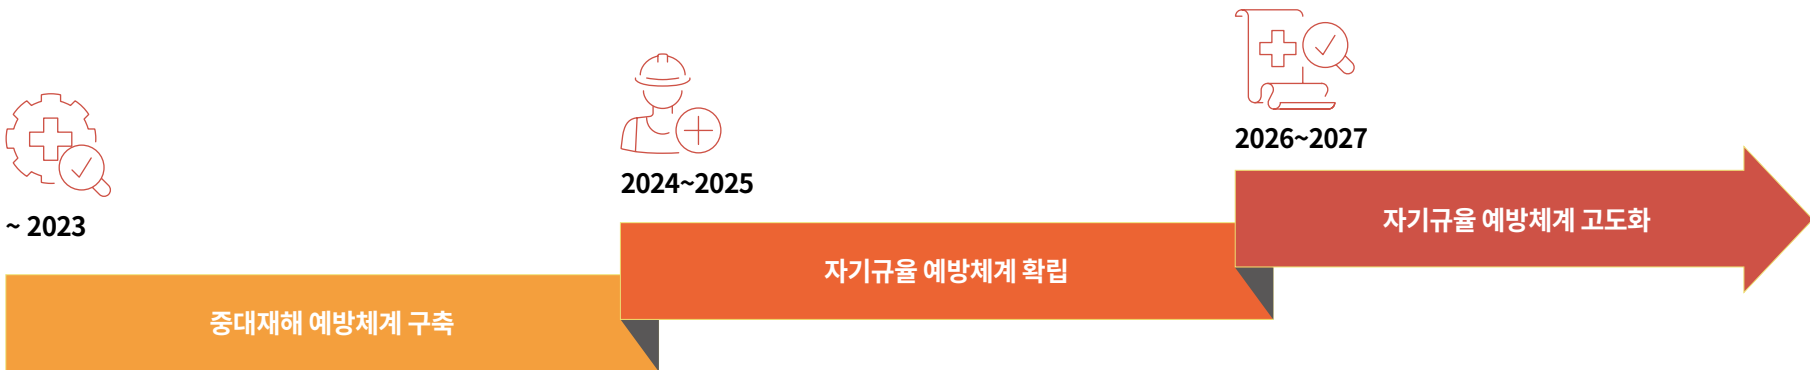 ~ 2023
중대재해 예방체계 구축
2024~2025
자기규율 예방체계 확립
2026~2027
자기규율 예방체계 고도화